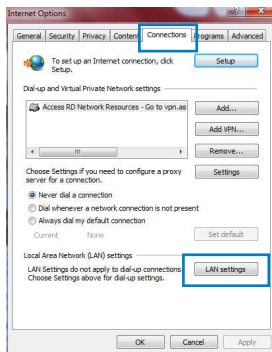 Internet Options
General Security Privacy Content Connections Programs Advanced
To set up an Internet connection, click
Setup.
Setup
Dial-up and Virtual Private Network settings
Access RD Network Resources - Go to vpn.as
Add...
Add VPN...
Remove...
Choose Settings if you need to configure a proxy
server for a connection.
Settings
Never dial a connection
Dial whenever a network connection is not present
Always dial my default connection
Current None
Set default
Local Area Network (LAN) settings
LAN Settings do not apply to dial-up connections.
Choose Settings above for dial-up settings.
LAN settings
OK Cancel Apply